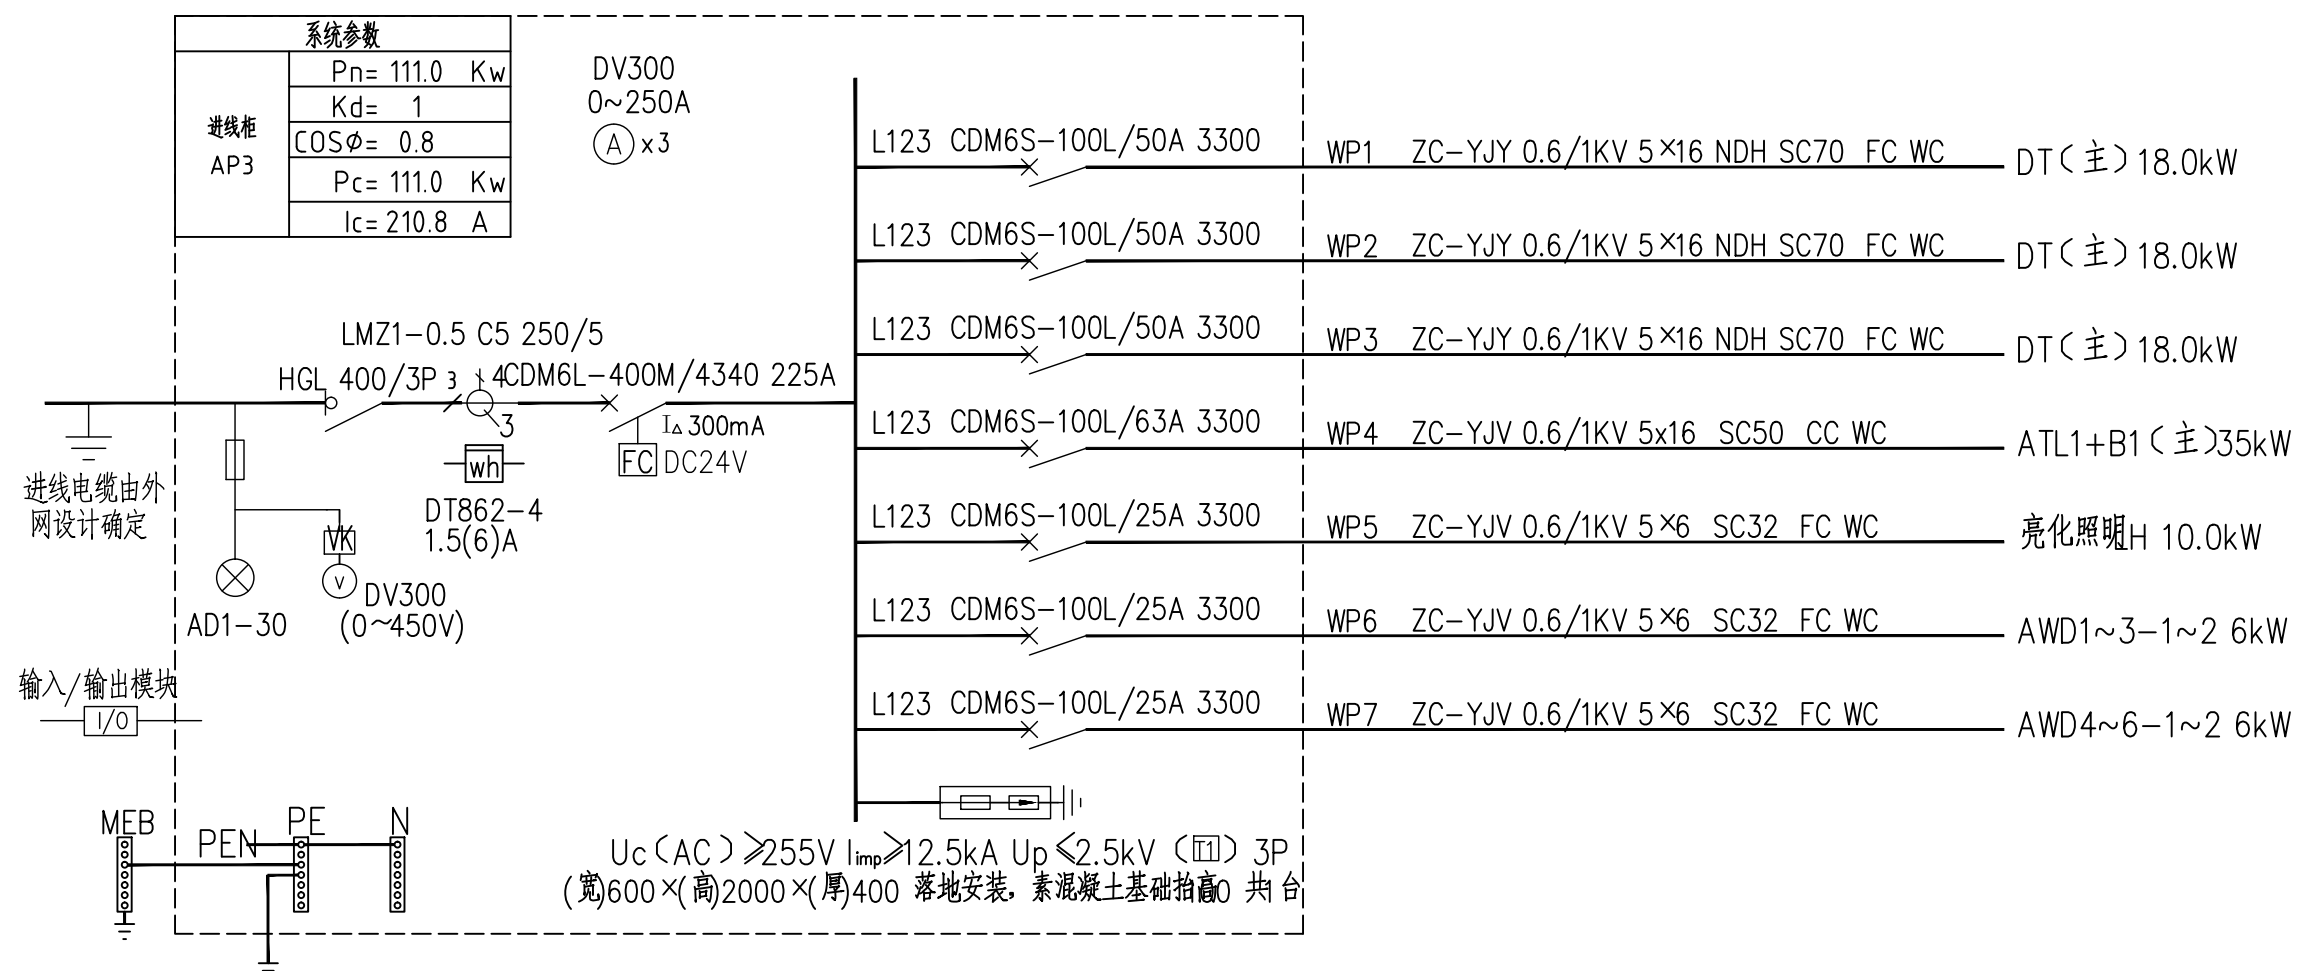 系统参数
进线柜
AP3
Pn= 111.0 Kw
Kd= 1
COSφ= 0.8
Pc= 111.0 Kw
Ic= 210.8 A
DV300
0~250A
A x3
L123 CDM6S-100L/50A 3300 WP1 ZC-YJY 0.6/1KV 5×16 NDH SC70 FC WC DT(主) 18.0kW
L123 CDM6S-100L/50A 3300 WP2 ZC-YJY 0.6/1KV 5×16 NDH SC70 FC WC DT(主) 18.0kW
L123 CDM6S-100L/50A 3300 WP3 ZC-YJY 0.6/1KV 5×16 NDH SC70 FC WC DT(主) 18.0kW
L123 CDM6S-100L/63A 3300 WP4 ZC-YJV 0.6/1KV 5x16 SC50 CC WC ATL1+B1(主)35kW
L123 CDM6S-100L/25A 3300 WP5 ZC-YJV 0.6/1KV 5×6 SC32 FC WC 亮化照明LH 10.0kW
L123 CDM6S-100L/25A 3300 WP6 ZC-YJV 0.6/1KV 5×6 SC32 FC WC AWD1~3-1~2 6kW
L123 CDM6S-100L/25A 3300 WP7 ZC-YJV 0.6/1KV 5×6 SC32 FC WC AWD4~6-1~2 6kW
LMZ1-0.5 C5 250/5
HGL 400/3P 3 4 CDM6L-400M/4340 225A
3
I△ 300mA
FC DC24V
wh
DT862-4
1.5(6)A
进线电缆由外
网设计确定
VK
V
DV300
(0~450V)
AD1-30
输入/输出模块
I/O
MEB
PEN
PE
N
Uc(AC)≥255V Iimp≥12.5kA Up≤2.5kV (T1) 3P
(宽)600×(高)2000×(厚)400 落地安装，素混凝土基础抬高 共1台